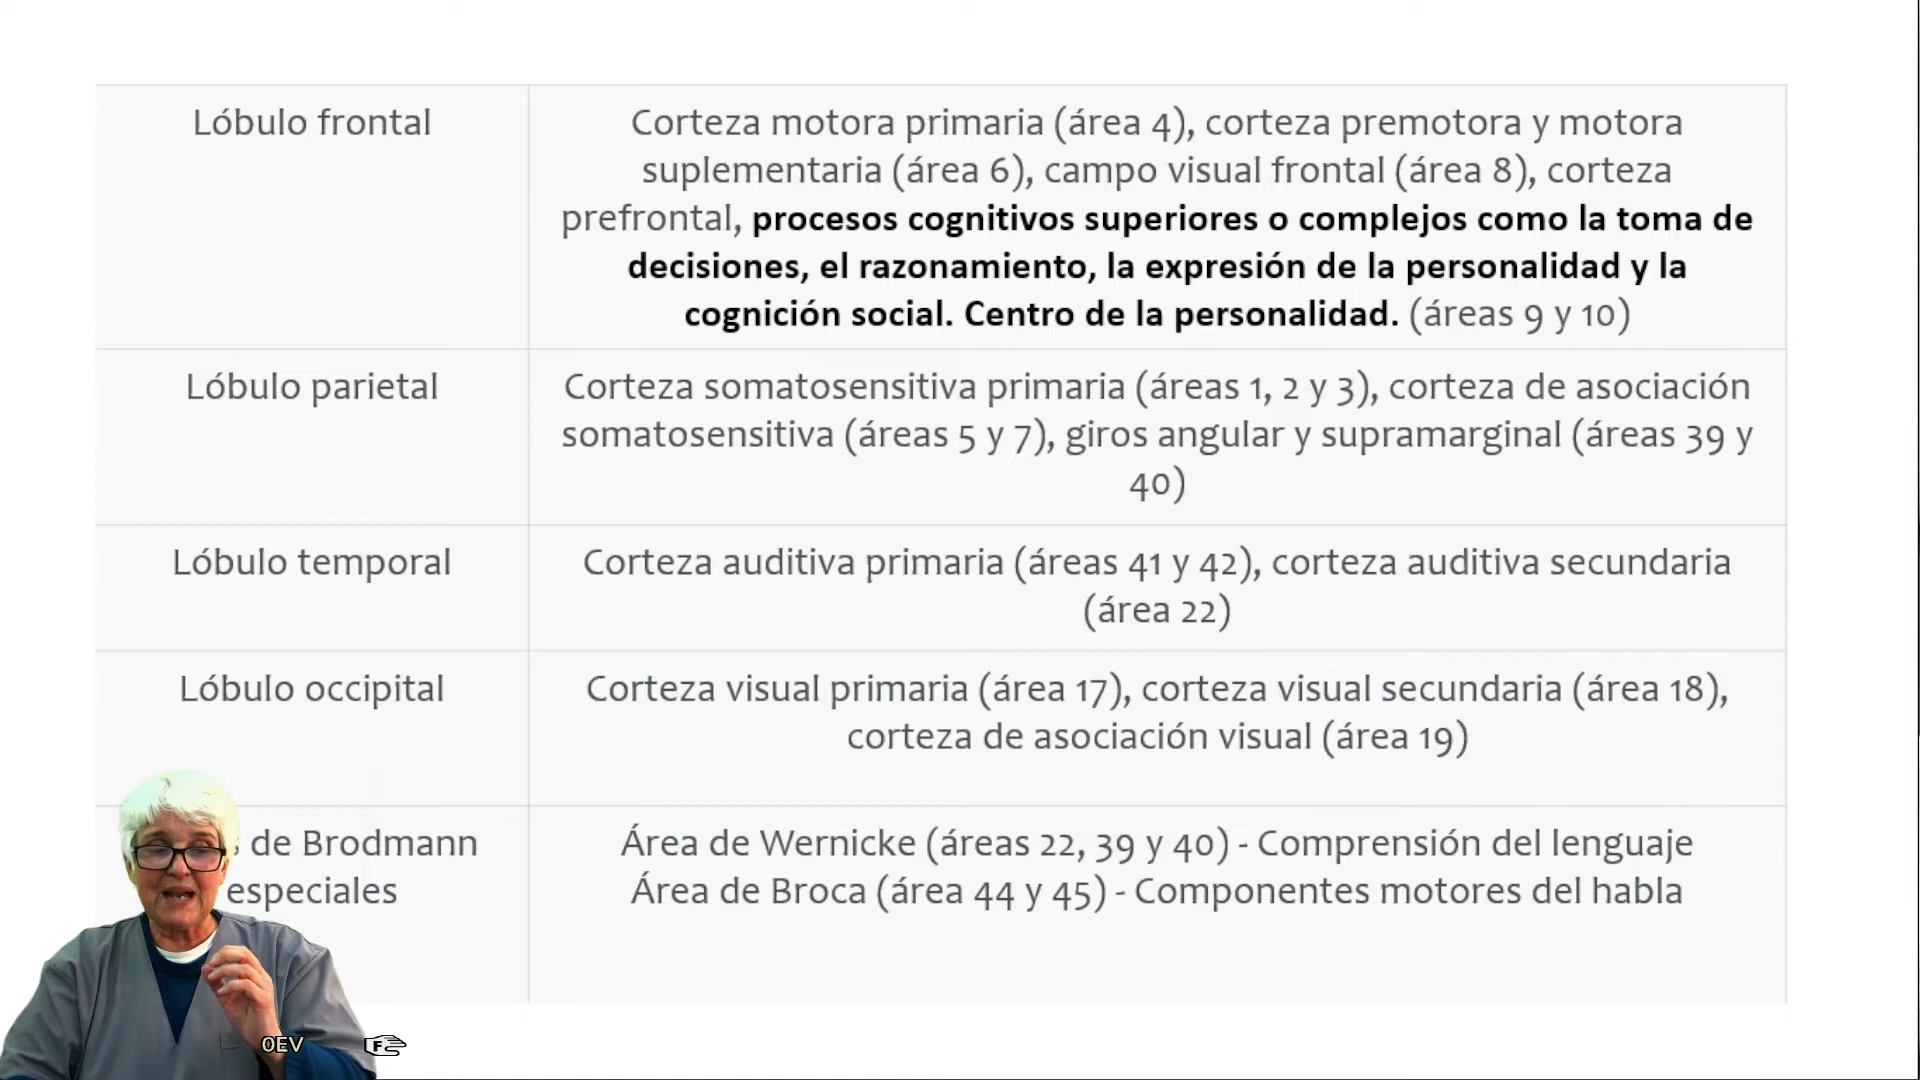 Lóbulo frontal
Corteza motora primaria (área 4), corteza premotora y motora
suplementaria (área 6), campo visual frontal (área 8), corteza
prefrontal, procesos cognitivos superiores o complejos como la toma de
decisiones, el razonamiento, la expresión de la personalidad y la
cognición social. Centro de la personalidad. (áreas 9 y 10)
Lóbulo parietal
Corteza somatosensitiva primaria (áreas 1, 2 y 3), corteza de asociación
somatosensitiva (áreas 5 y 7), giros angular y supramarginal (áreas 39 y
40)
Lóbulo temporal
Corteza auditiva primaria (áreas 41 y 42), corteza auditiva secundaria
(área 22)
Lóbulo occipital
Corteza visual primaria (área 17), corteza visual secundaria (área 18),
corteza de asociación visual (área 19)
de Brodmann
especiales
Área de Wernicke (áreas 22, 39 y 40) - Comprensión del lenguaje
Área de Broca (área 44 y 45) - Componentes motores del habla
OEV F